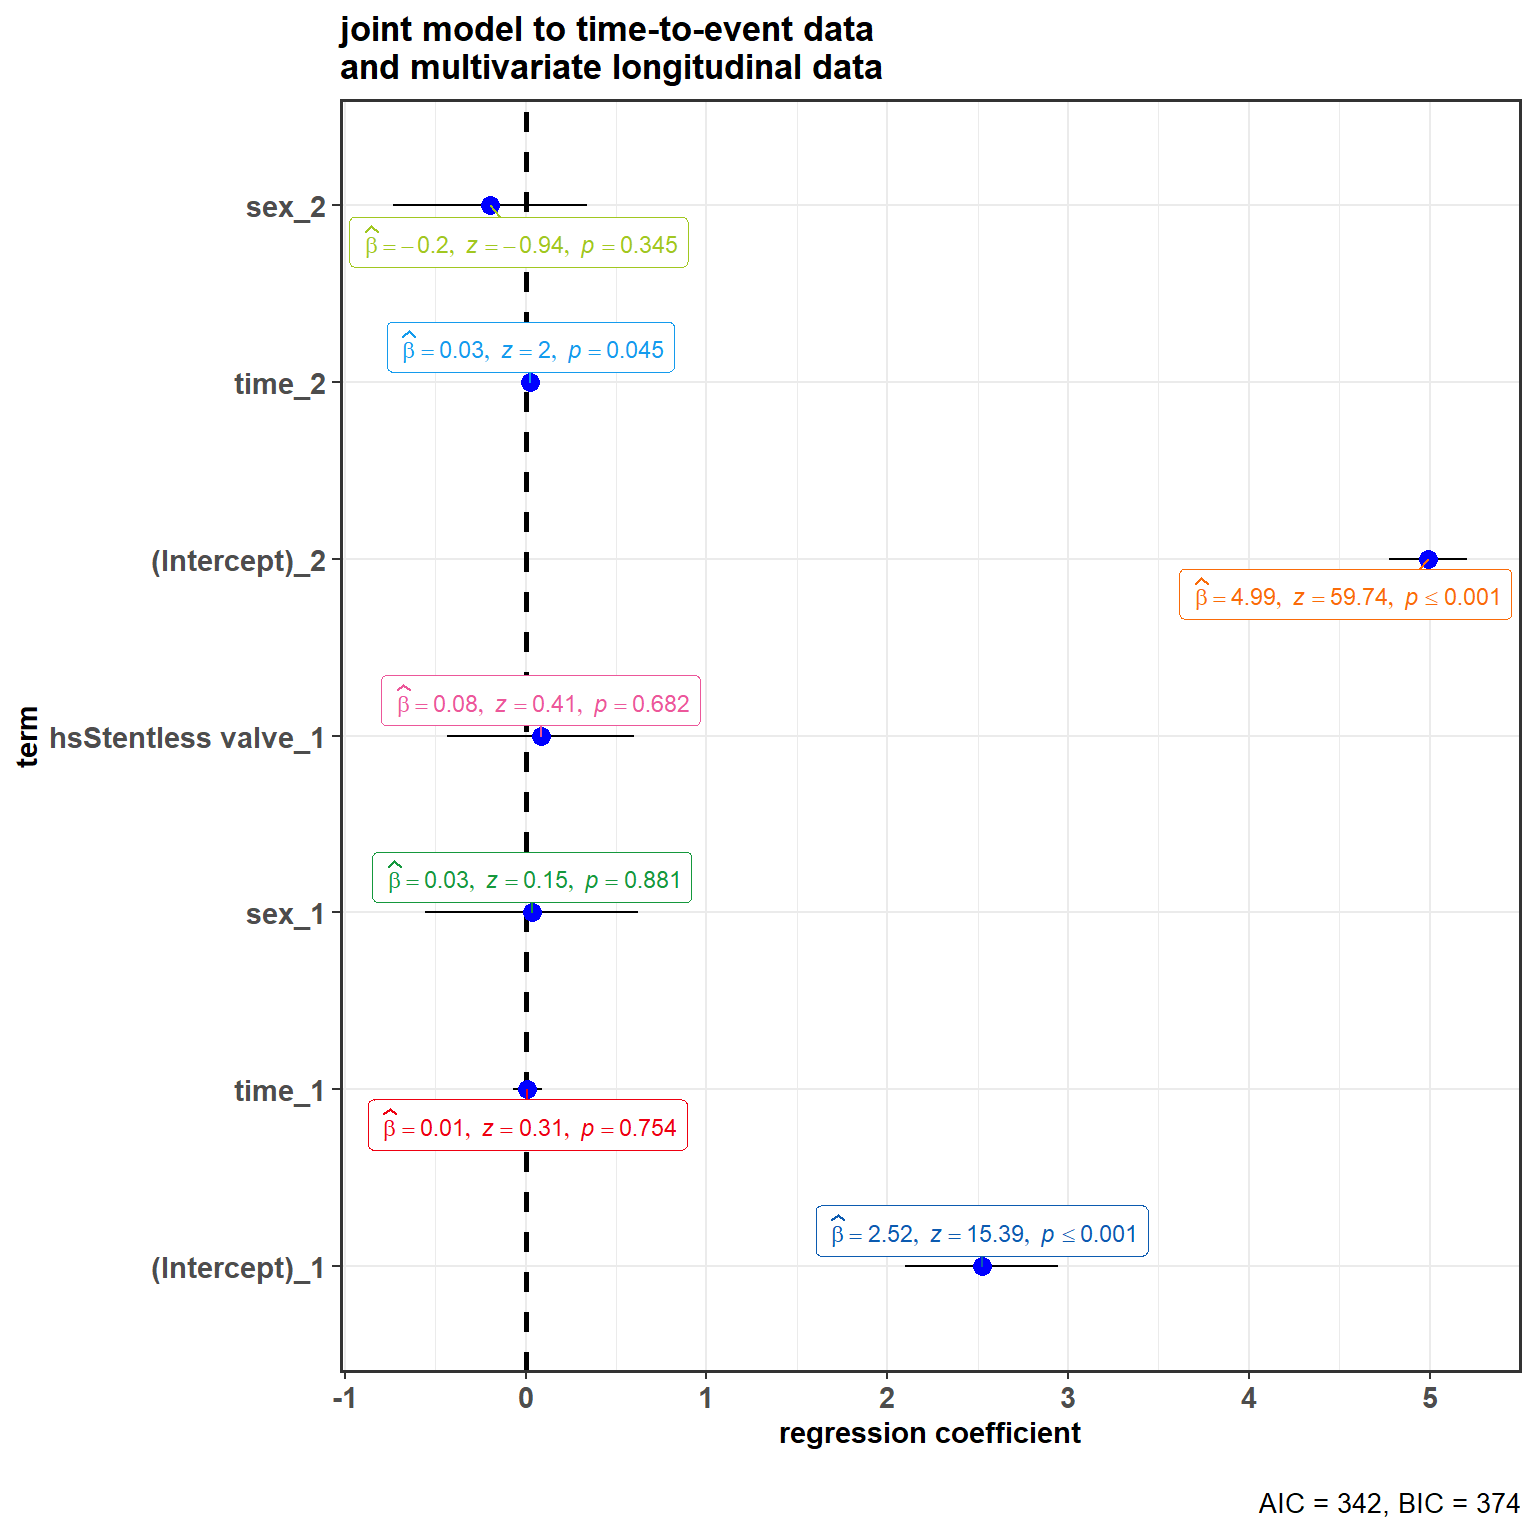 joint model to time-to-event data
and multivariate longitudinal data
term
sex_2
β̂ = −0.2, z = −0.94, p = 0.345
time_2
β̂ = 0.03, z = 2, p = 0.045
(Intercept)_2
β̂ = 4.99, z = 59.74, p ≤ 0.001
hsStentless valve_1
β̂ = 0.08, z = 0.41, p = 0.682
sex_1
β̂ = 0.03, z = 0.15, p = 0.881
time_1
β̂ = 0.01, z = 0.31, p = 0.754
(Intercept)_1
β̂ = 2.52, z = 15.39, p ≤ 0.001
-1 0 1 2 3 4 5
regression coefficient
AIC = 342, BIC = 374